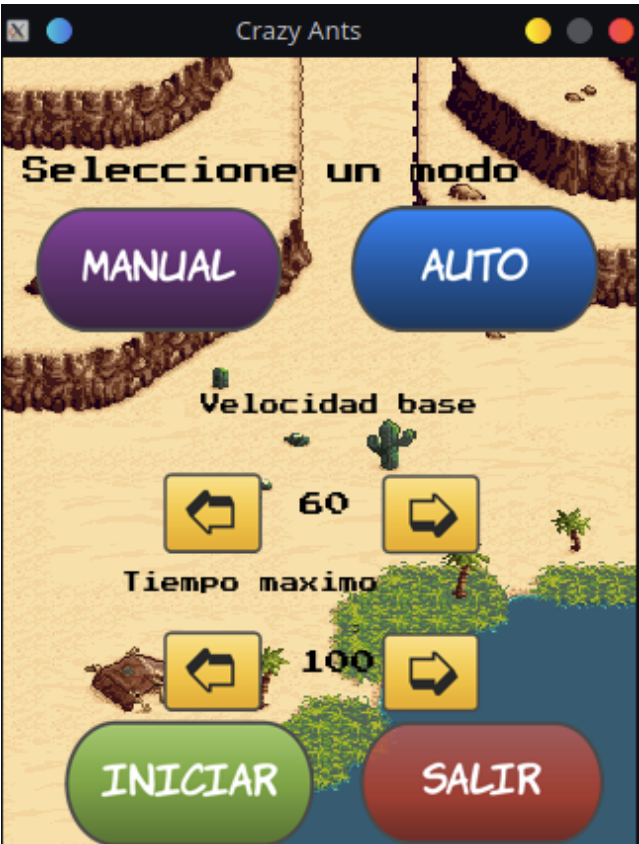 Crazy Ants
Seleccione un modo
MANUAL
AUTO
Velocidad base
60
Tiempo maximo
100
INICIAR
SALIR